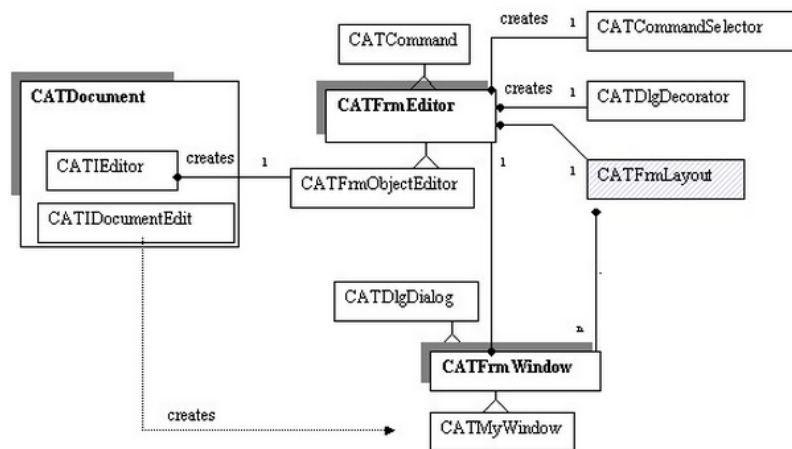 creates 1
CATCommandSelector
CATCommand
creates 1
CATDlgDecorator
CATDocument
CATFrmEditor
CATIEditor
creates 1
CATFrmObjectEditor
1
1
CATFrmLayout
CATIDocumentEdit
CATDlgDialog
n
CATFrmWindow
creates
CATMyWindow